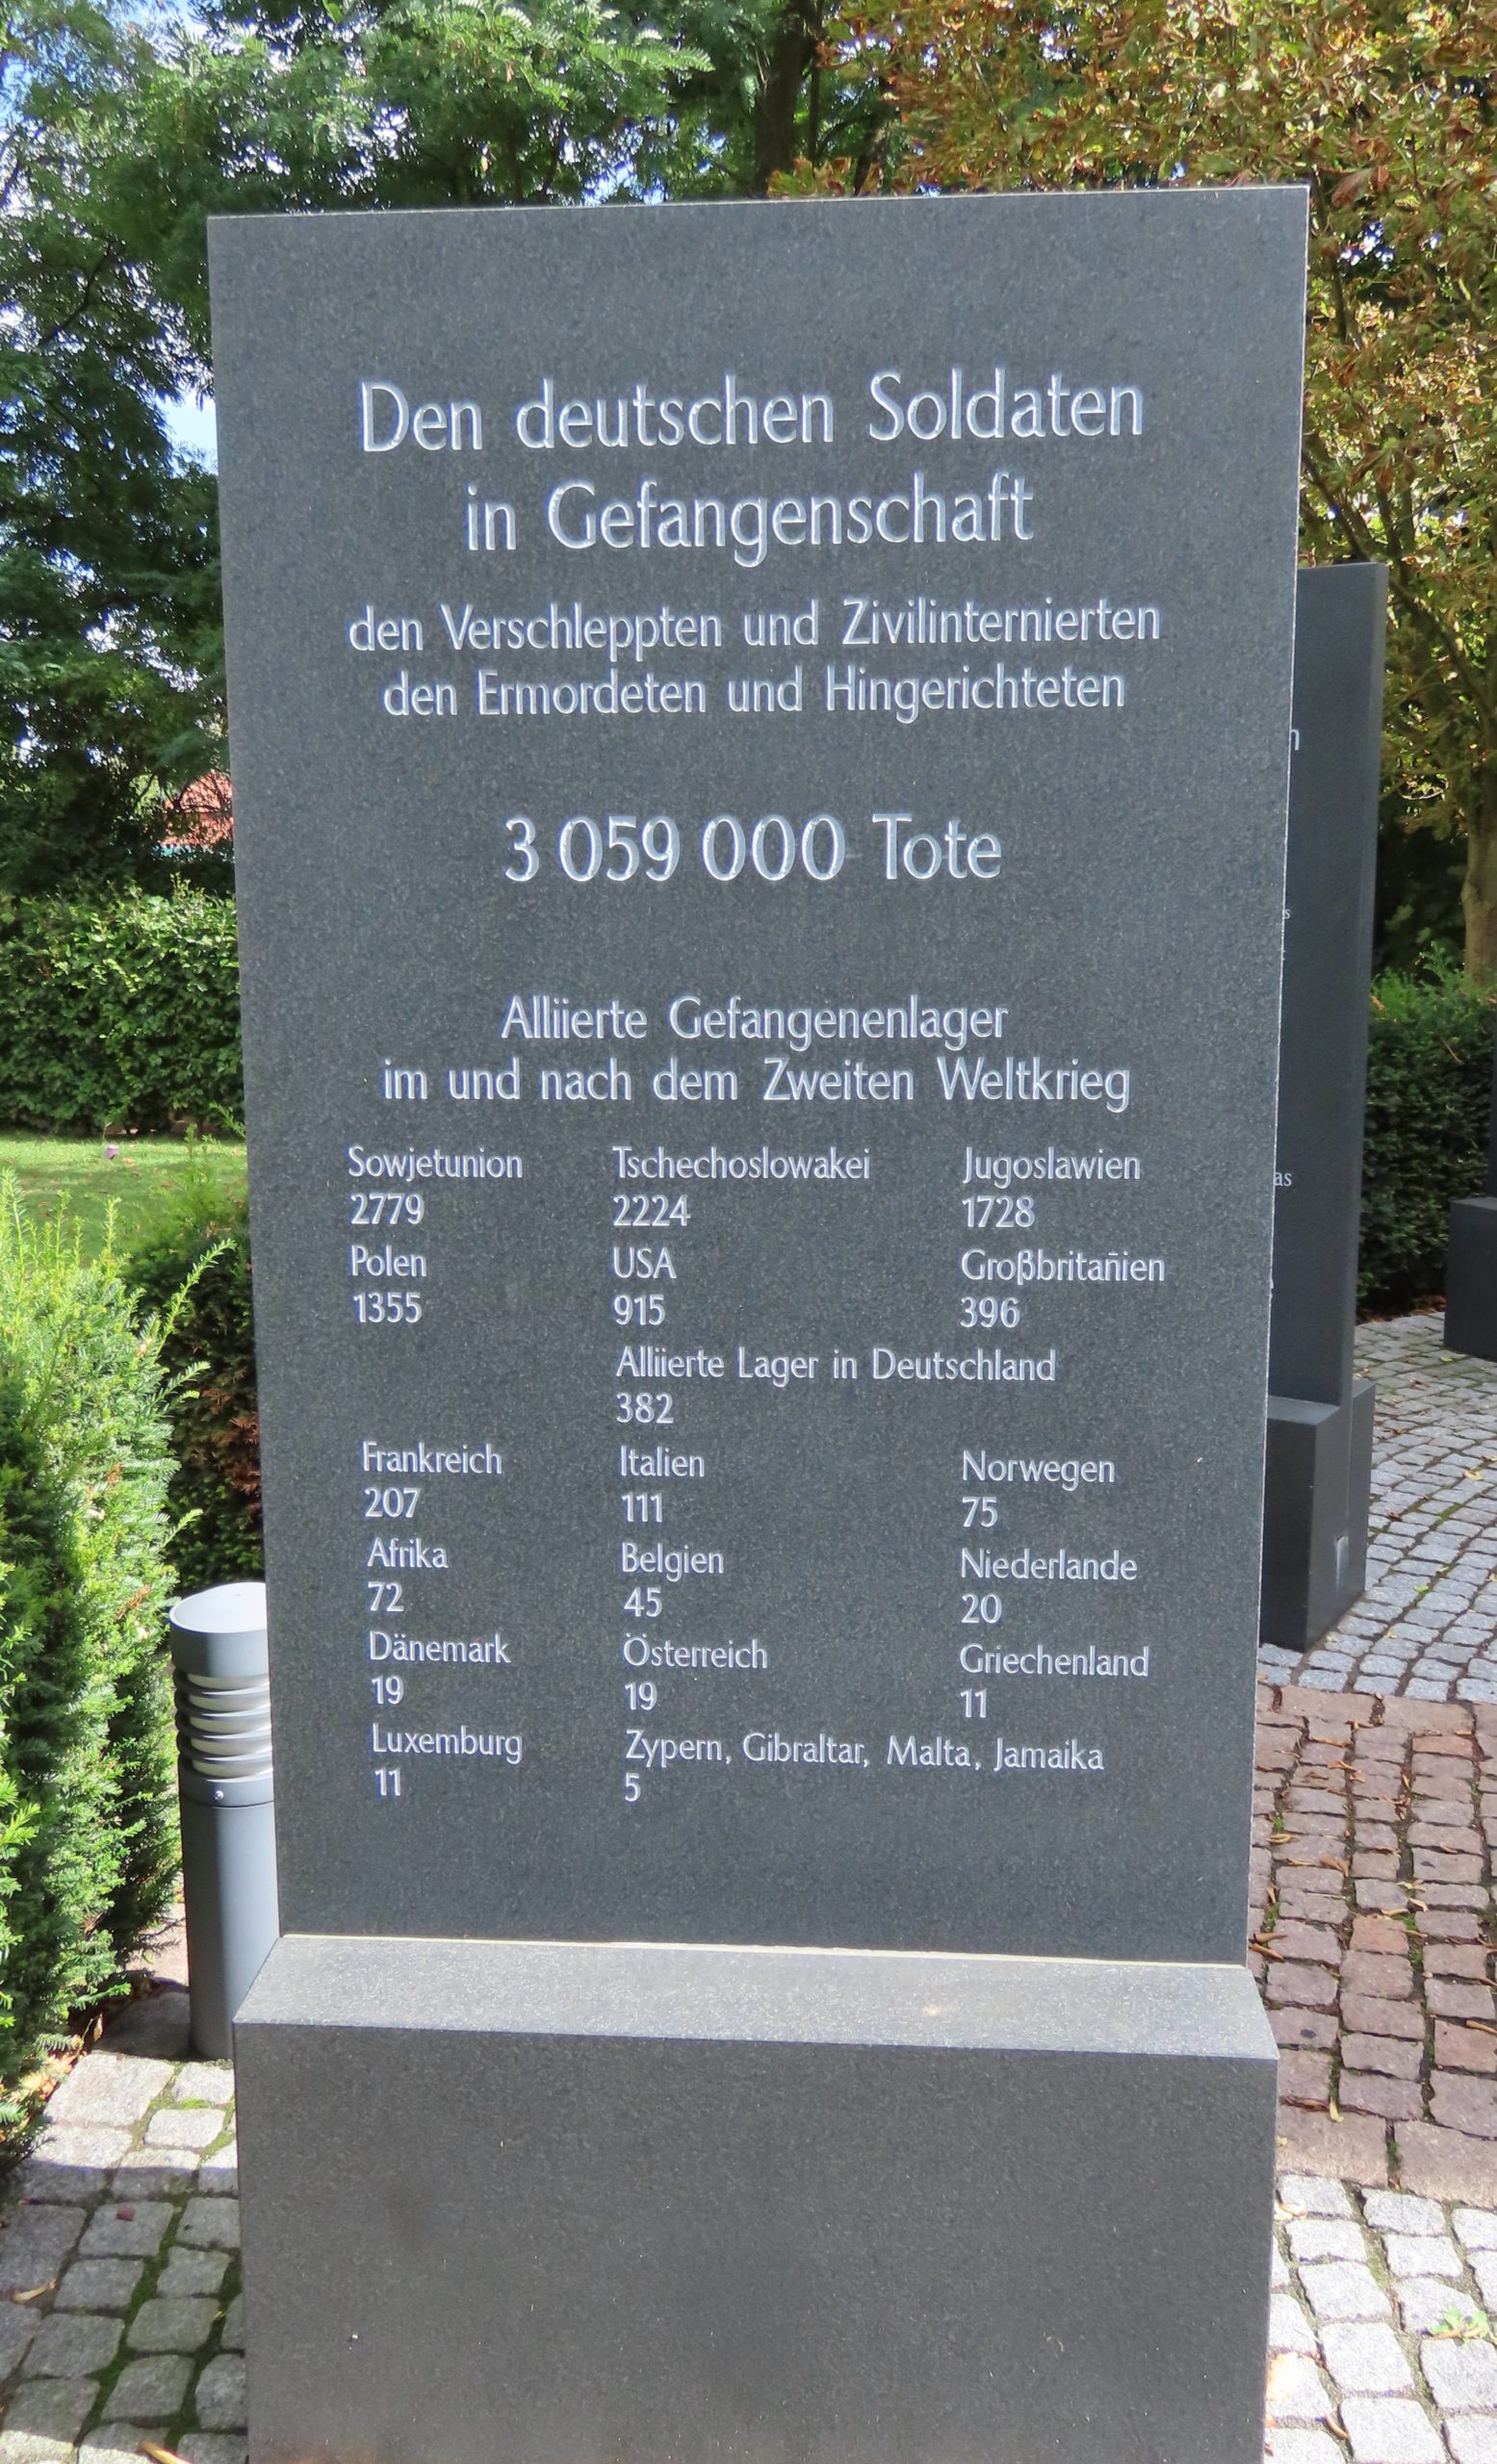 Den deutschen Soldaten
in Gefangenschaft
den Verschleppten und Zivilinternierten
den Ermordeten und Hingerichteten
3 059 000 Tote
Alliierte Gefangenenlager
im und nach dem Zweiten Weltkrieg
Sowjetunion Tschechoslowakei Jugoslawien
2779 2224 1728
Polen USA Großbritan̄ien
1355 915 396
Alliierte Lager in Deutschland
382
Frankreich Italien Norwegen
207 111 75
Afrika Belgien Niederlande
72 45 20
Dänemark Österreich Griechenland
19 19 11
Luxemburg Zypern, Gibraltar, Malta, Jamaika
11 5